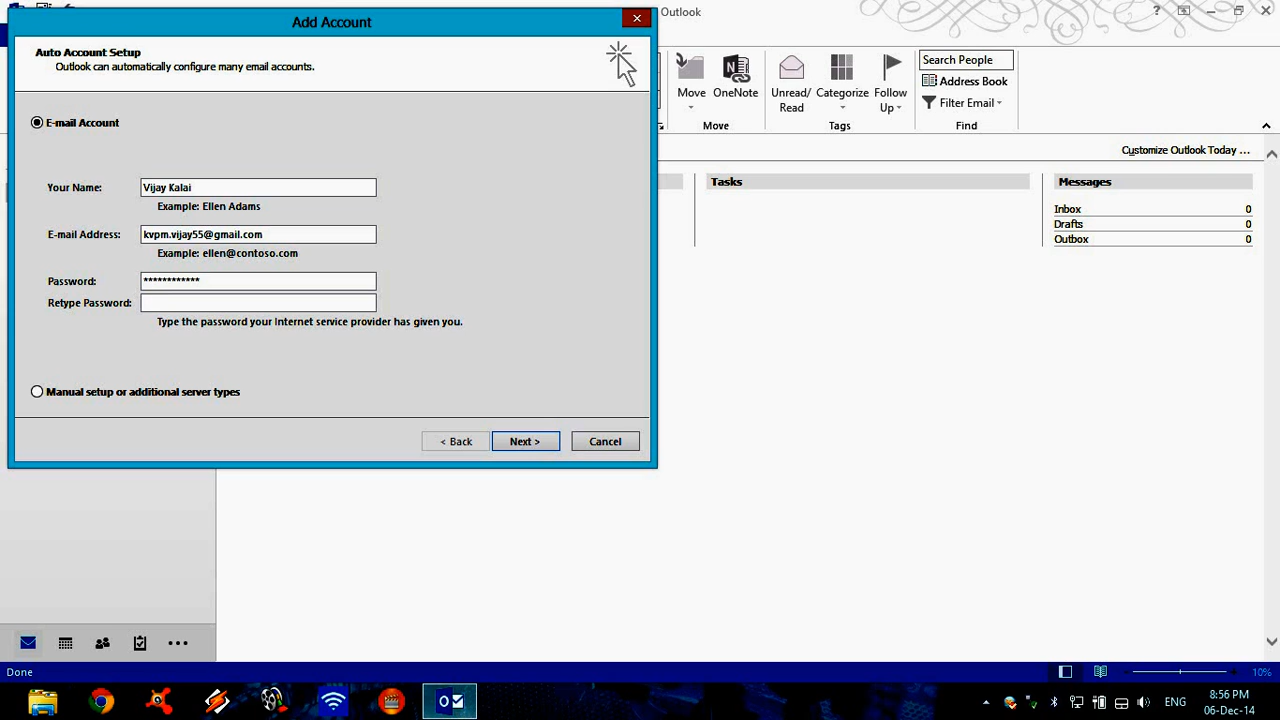 Add Account
Outlook
Auto Account Setup
Outlook can automatically configure many email accounts.
E-mail Account
Your Name: Vijay Kalai
Example: Ellen Adams
E-mail Address: kvpm.vijay55@gmail.com
Example: ellen@contoso.com
Password: ************
Retype Password:
Type the password your Internet service provider has given you.
Manual setup or additional server types
< Back Next > Cancel
Move OneNote
Move
Unread/ Read Categorize Follow Up
Tags
Search People
Address Book
Filter Email
Find
Customize Outlook Today ...
Tasks
Messages
Inbox 0
Drafts 0
Outbox 0
Done
10%
ENG
8:56 PM
06-Dec-14